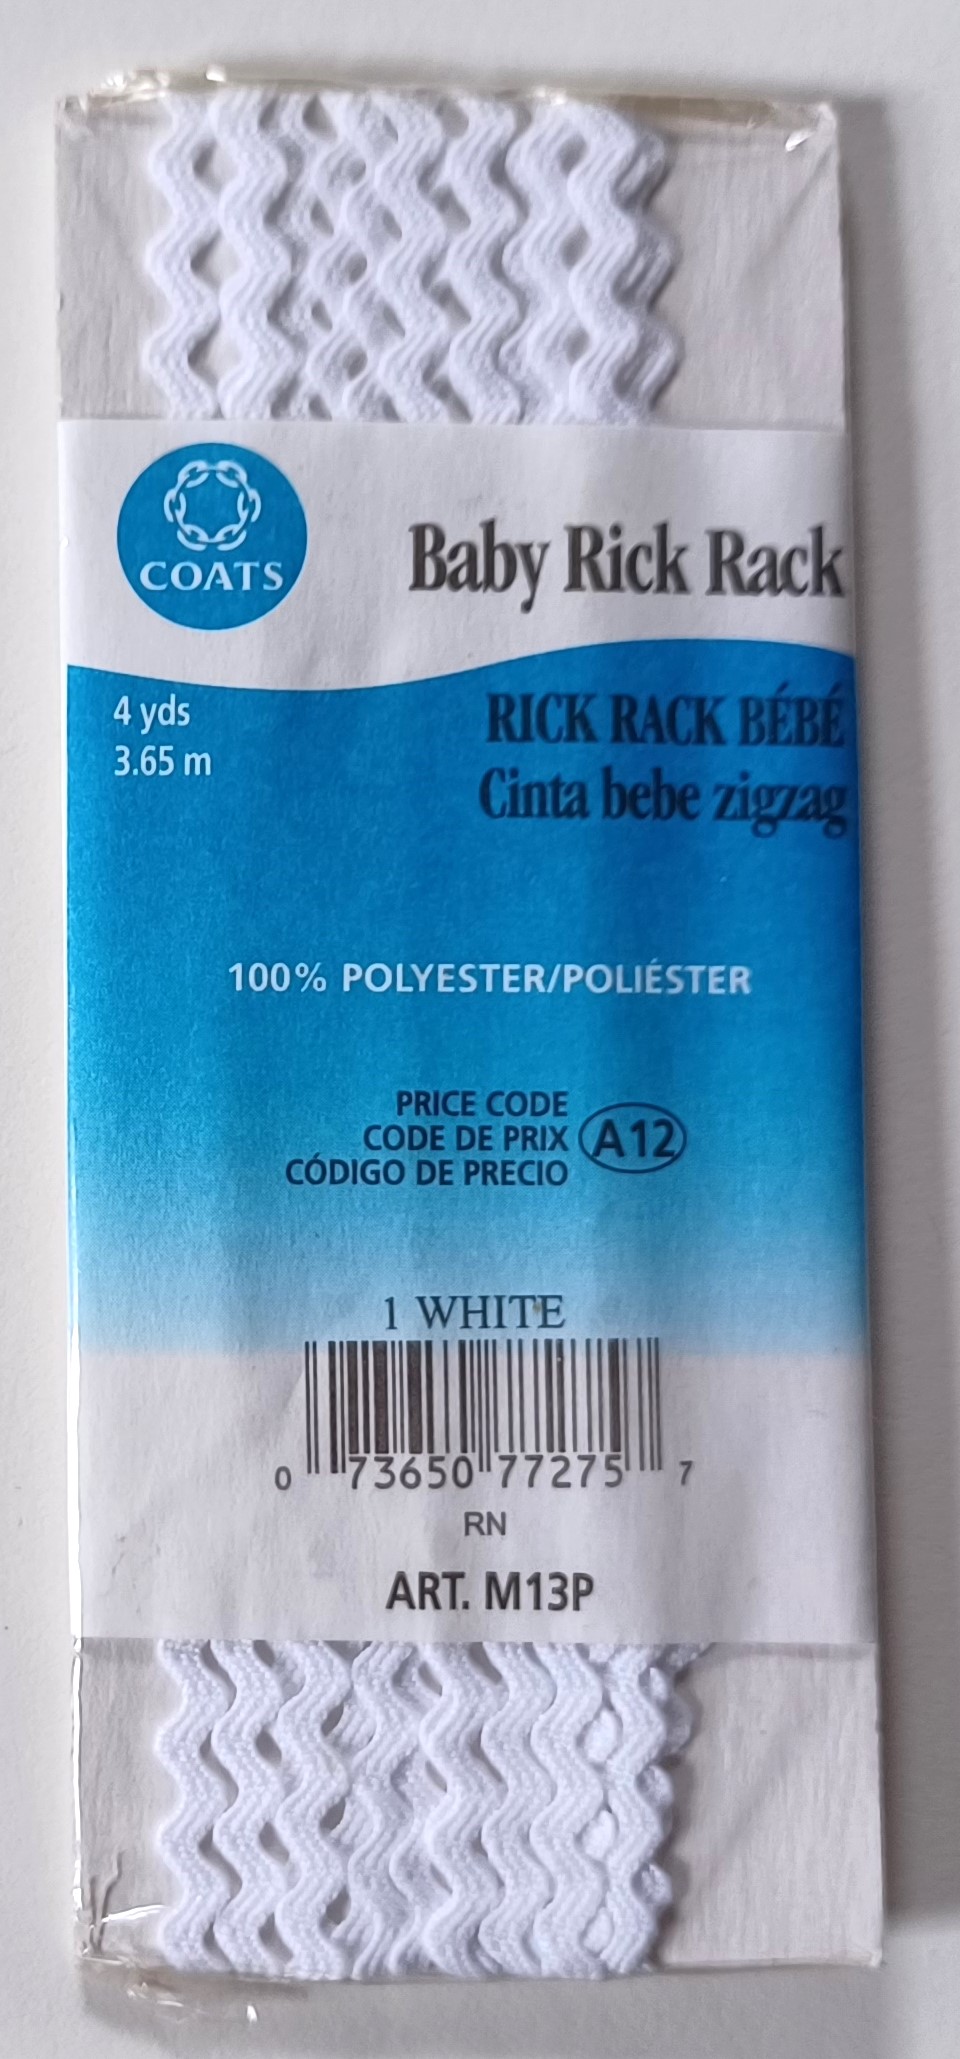 COATS
Baby Rick Rack
4 yds
3.65 m
RICK RACK BÉBÉ
Cinta bebe zigzag
100% POLYESTER/POLIÉSTER
PRICE CODE
CODE DE PRIX
CÓDIGO DE PRECIO
A12
1 WHITE
0 73650 77275 7
RN
ART. M13P